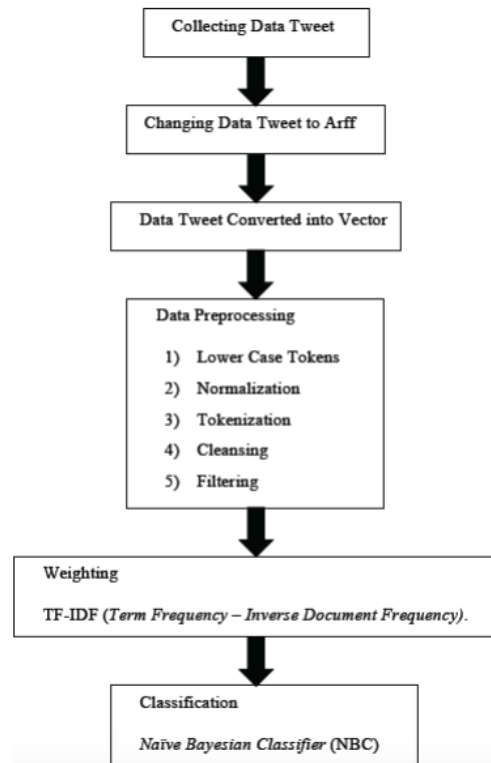 Collecting Data Tweet
Changing Data Tweet to Arff
Data Tweet Converted into Vector
Data Preprocessing
1) Lower Case Tokens
2) Normalization
3) Tokenization
4) Cleansing
5) Filtering
Weighting
TF-IDF (Term Frequency – Inverse Document Frequency).
Classification
Naïve Bayesian Classifier (NBC)